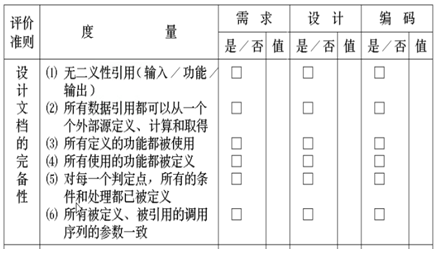 评价准则 度量 需求 设计 编码
是/否 值 是/否 值 是/否 值
设计文档的完备性
⑴ 无二义性引用(输入/功能/
输出) □ □ □
⑵ 所有数据引用都可以从一个
个外部源定义、计算和取得 □ □ □
⑶ 所有定义的功能都被使用 □ □ □
⑷ 所有使用的功能都被定义 □ □ □
⑸ 对每一个判定点,所有的条
件和处理都已被定义 □ □ □
⑹ 所有被定义、被引用的调用
序列的参数一致 □ □ □